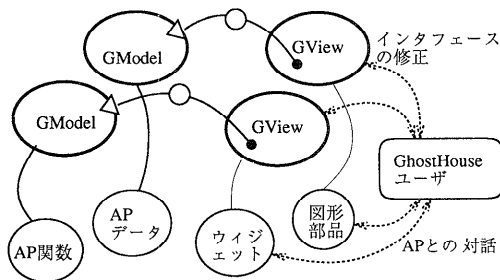 GModel
GView
インタフェース
の修正
GModel
GView
GhostHouse
ユーザ
AP
データ
図形
部品
AP関数
ウィジ
ェット
APとの 対話